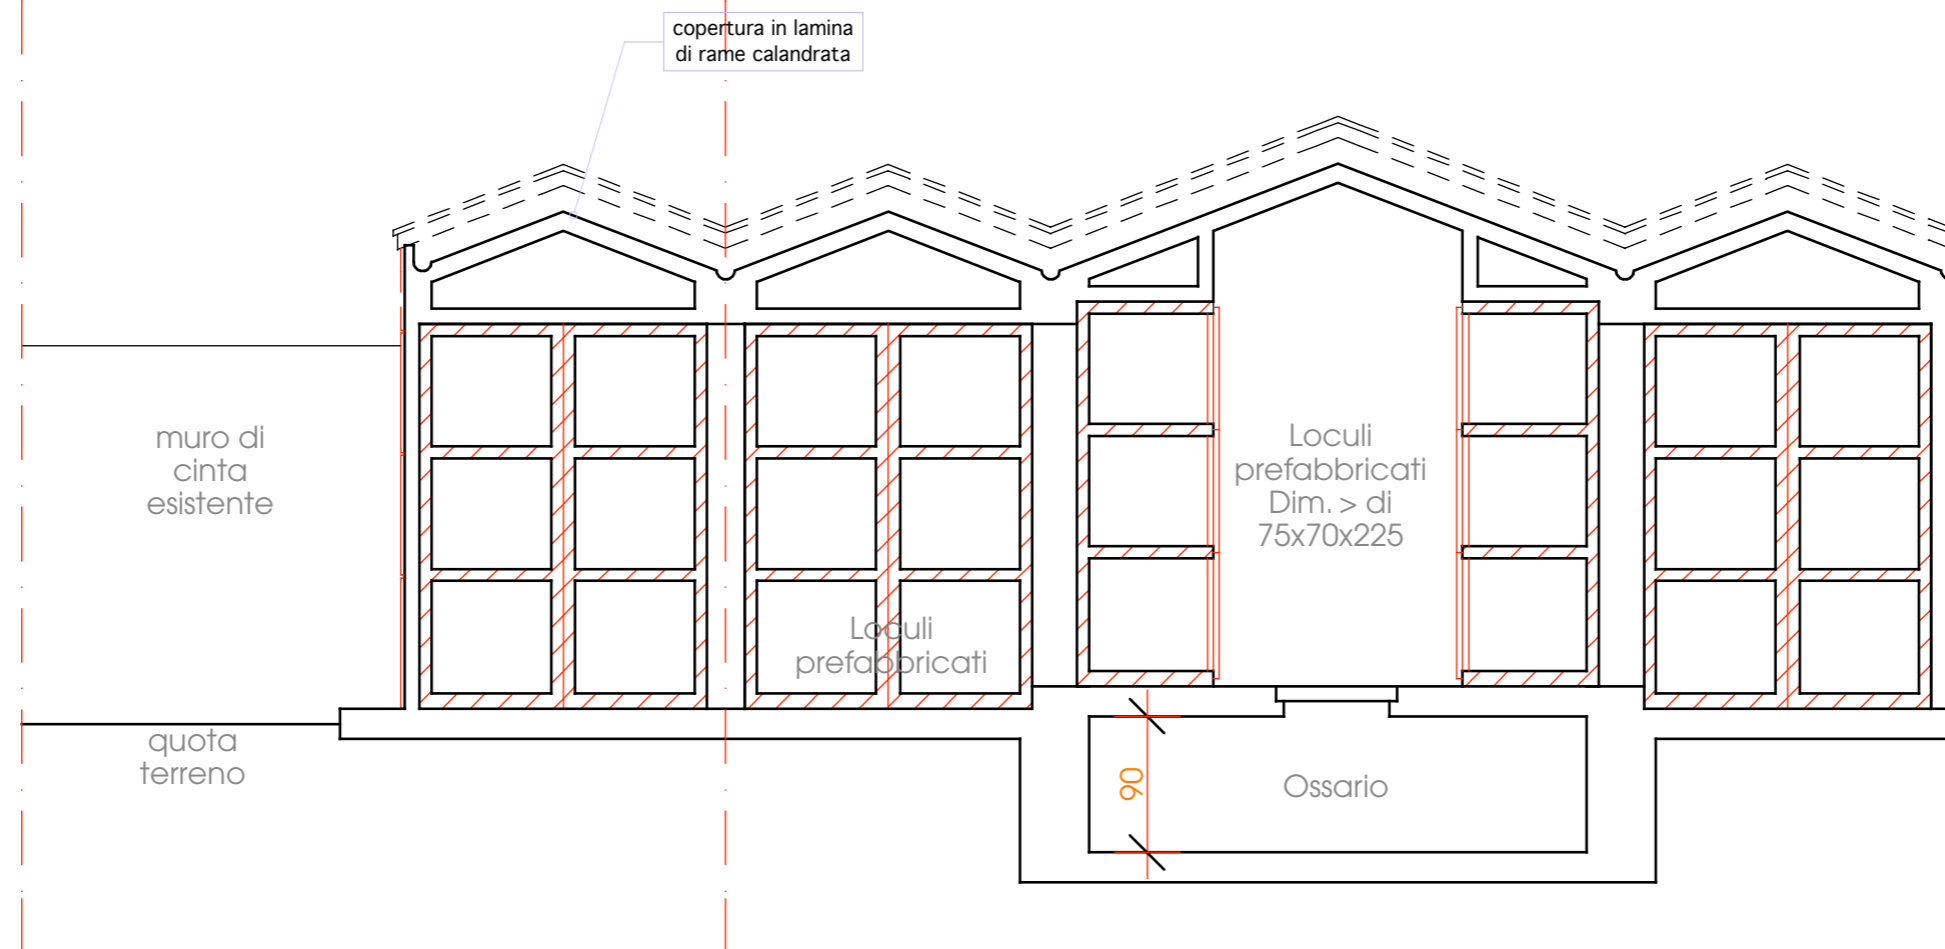 copertura in lamina
di rame calandrata
muro di
cinta
esistente
Loculi
prefabbricati
Dim. > di
75x70x225
Loculi
prefabbricati
quota
terreno
90
Ossario